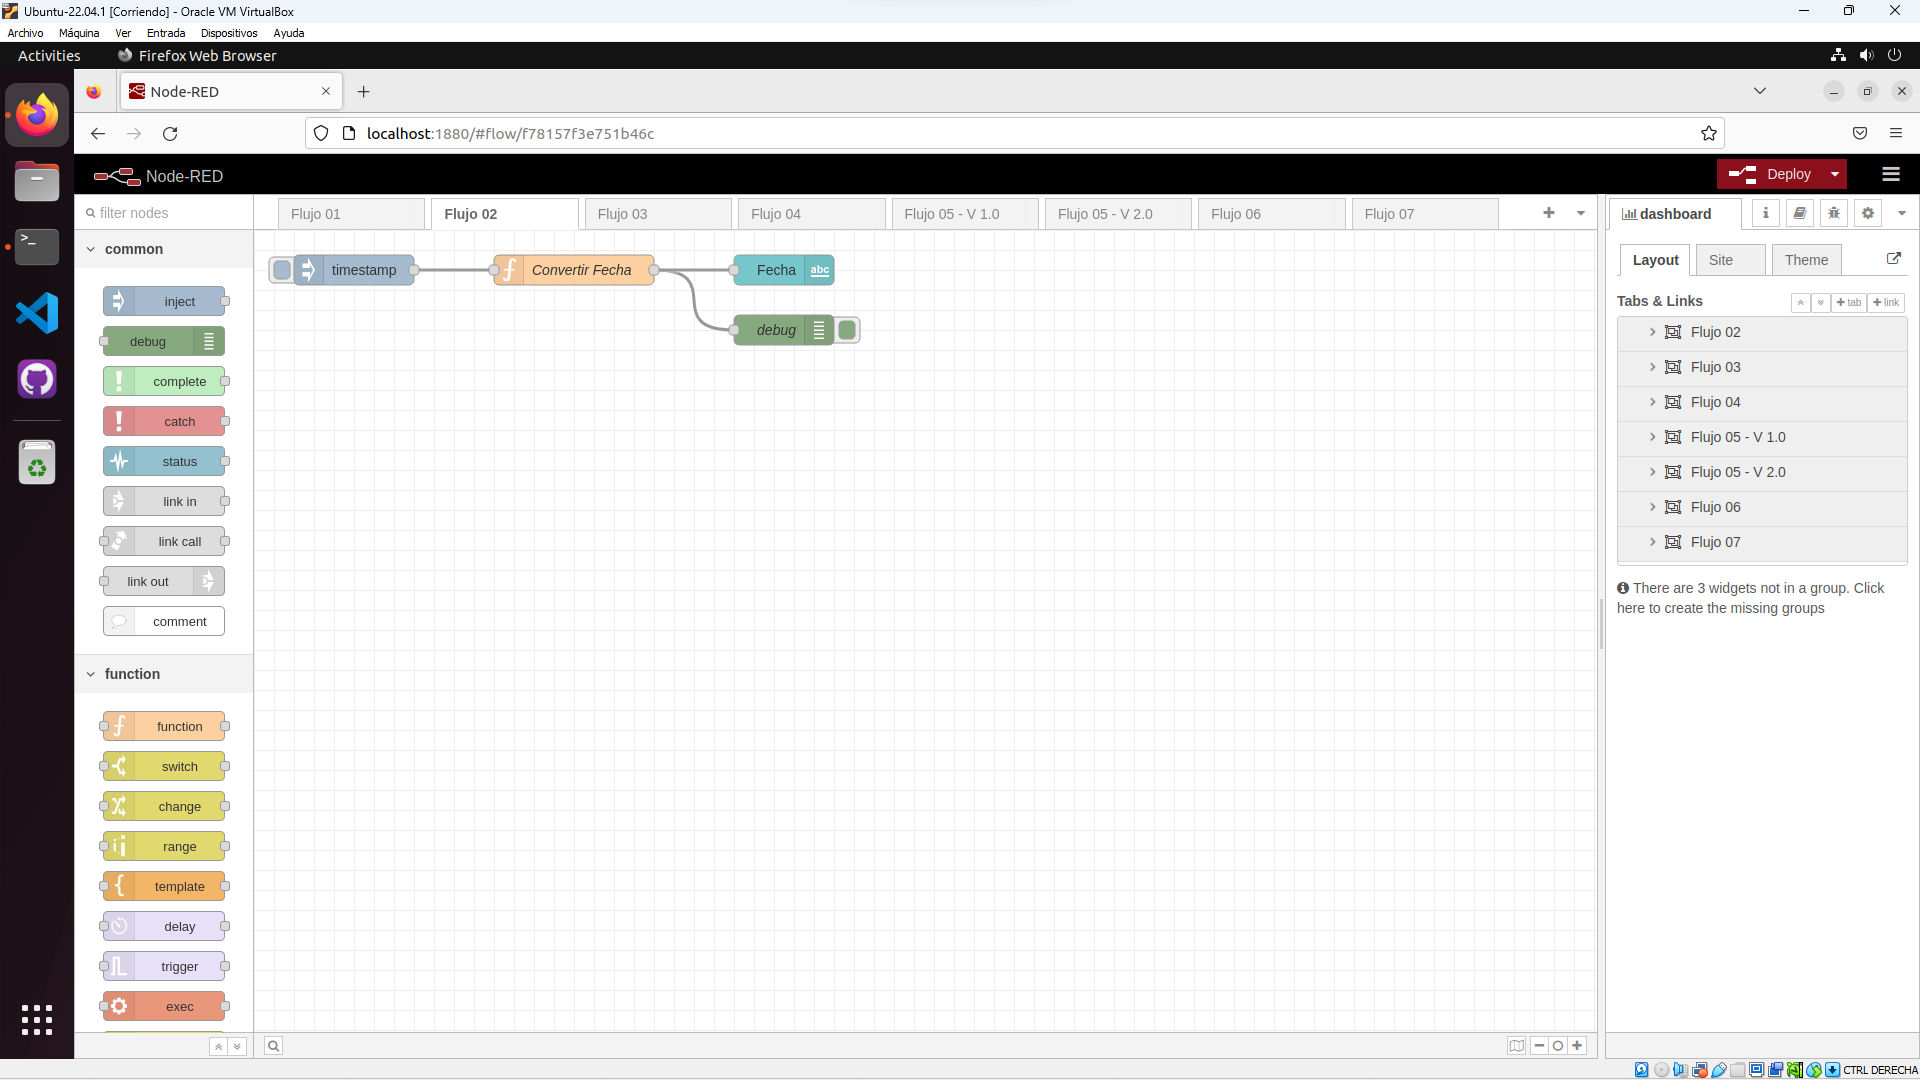 Ubuntu-22.04.1 [Corriendo] - Oracle VM VirtualBox
Archivo Máquina Ver Entrada Dispositivos Ayuda
Activities Firefox Web Browser
Node-RED
localhost:1880/#flow/f78157f3e751b46c
Node-RED
Deploy
filter nodes
Flujo 01
Flujo 02
Flujo 03
Flujo 04
Flujo 05 - V 1.0
Flujo 05 - V 2.0
Flujo 06
Flujo 07
dashboard
common
inject
debug
complete
catch
status
link in
link call
link out
comment
function
function
switch
change
range
template
delay
trigger
exec
timestamp
Convertir Fecha
Fecha abc
debug
Layout
Site
Theme
Tabs & Links
tab
link
Flujo 02
Flujo 03
Flujo 04
Flujo 05 - V 1.0
Flujo 05 - V 2.0
Flujo 06
Flujo 07
There are 3 widgets not in a group. Click
here to create the missing groups
CTRL DERECHA